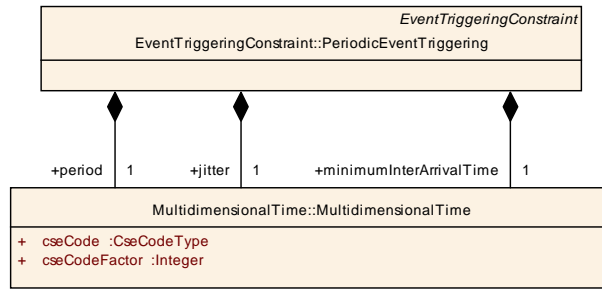 EventTriggeringConstraint
EventTriggeringConstraint::PeriodicEventTriggering
+period 1 +jitter 1 +minimumInterArrivalTime 1
MultidimensionalTime::MultidimensionalTime
+ cseCode :CseCodeType
+ cseCodeFactor :Integer